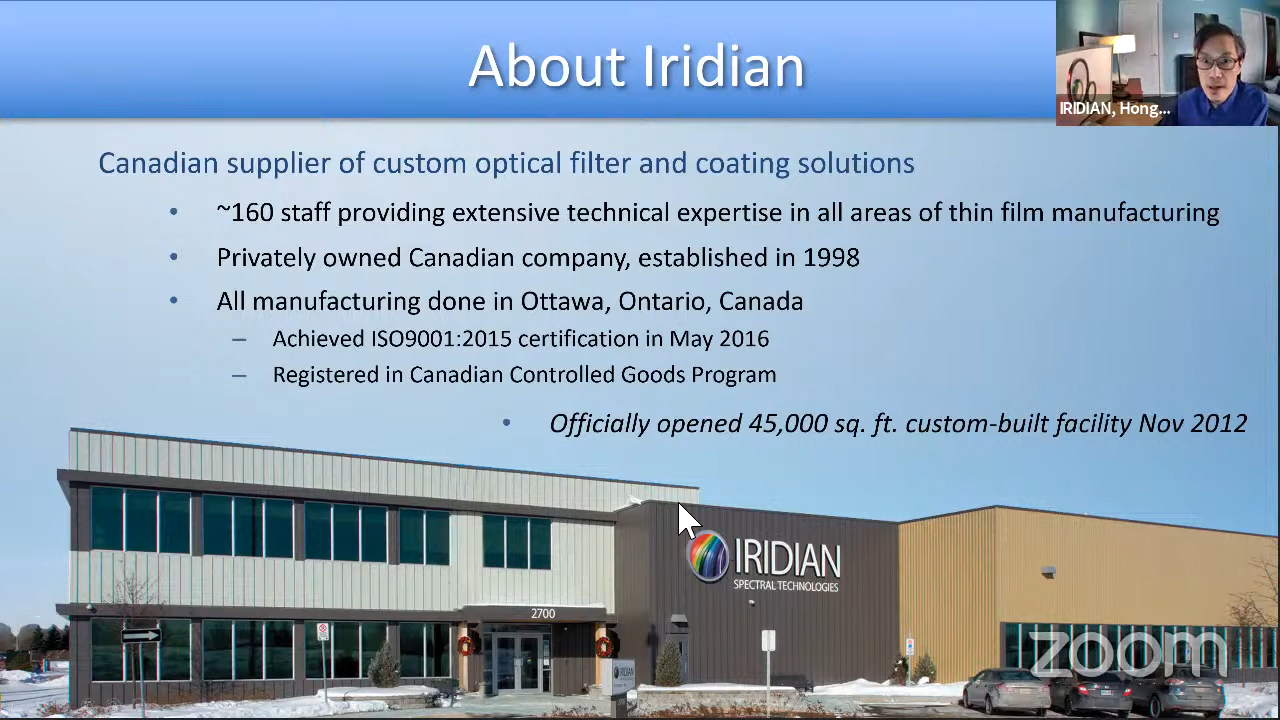 About Iridian
IRIDIAN, Hong...
Canadian supplier of custom optical filter and coating solutions
• ~160 staff providing extensive technical expertise in all areas of thin film manufacturing
• Privately owned Canadian company, established in 1998
• All manufacturing done in Ottawa, Ontario, Canada
– Achieved ISO9001:2015 certification in May 2016
– Registered in Canadian Controlled Goods Program
• Officially opened 45,000 sq. ft. custom-built facility Nov 2012
IRIDIAN
SPECTRAL TECHNOLOGIES
2700
IRIDIAN
zoom